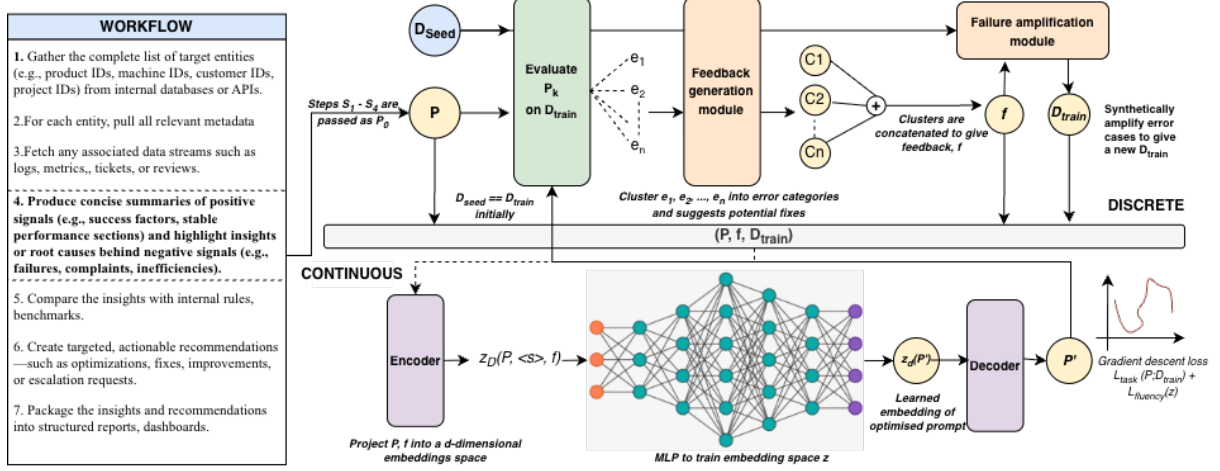 WORKFLOW
1. Gather the complete list of target entities
(e.g., product IDs, machine IDs, customer IDs,
project IDs) from internal databases or APIs.
2.For each entity, pull all relevant metadata
3.Fetch any associated data streams such as
logs, metrics,, tickets, or reviews.
4. Produce concise summaries of positive
signals (e.g., success factors, stable
performance sections) and highlight insights
or root causes behind negative signals (e.g.,
failures, complaints, inefficiencies).
5. Compare the insights with internal rules,
benchmarks.
6. Create targeted, actionable recommendations
—such as optimizations, fixes, improvements,
or escalation requests.
7. Package the insights and recommendations
into structured reports, dashboards.
Steps S1 - S4 are
passed as P0
DSeed
P
Evaluate
Pk
on Dtrain
e1
e2
en
Dseed == Dtrain
initially
Feedback
generation
module
Cluster e1, e2, ..., en into error categories
and suggests potential fixes
C1
C2
Cn
+
Clusters are
concatenated to give
feedback, f
Failure amplification
module
f
Dtrain
Synthetically
amplify error
cases to give
a new Dtrain
DISCRETE
(P, f, Dtrain)
CONTINUOUS
Encoder
zD(P, <s>, f)
Project P, f into a d-dimensional
embeddings space
MLP to train embedding space z
zd(P')
Learned
embedding of
optimised prompt
Decoder
P'
Gradient descent loss
Ltask (P;Dtrain) +
Lfluency(z)